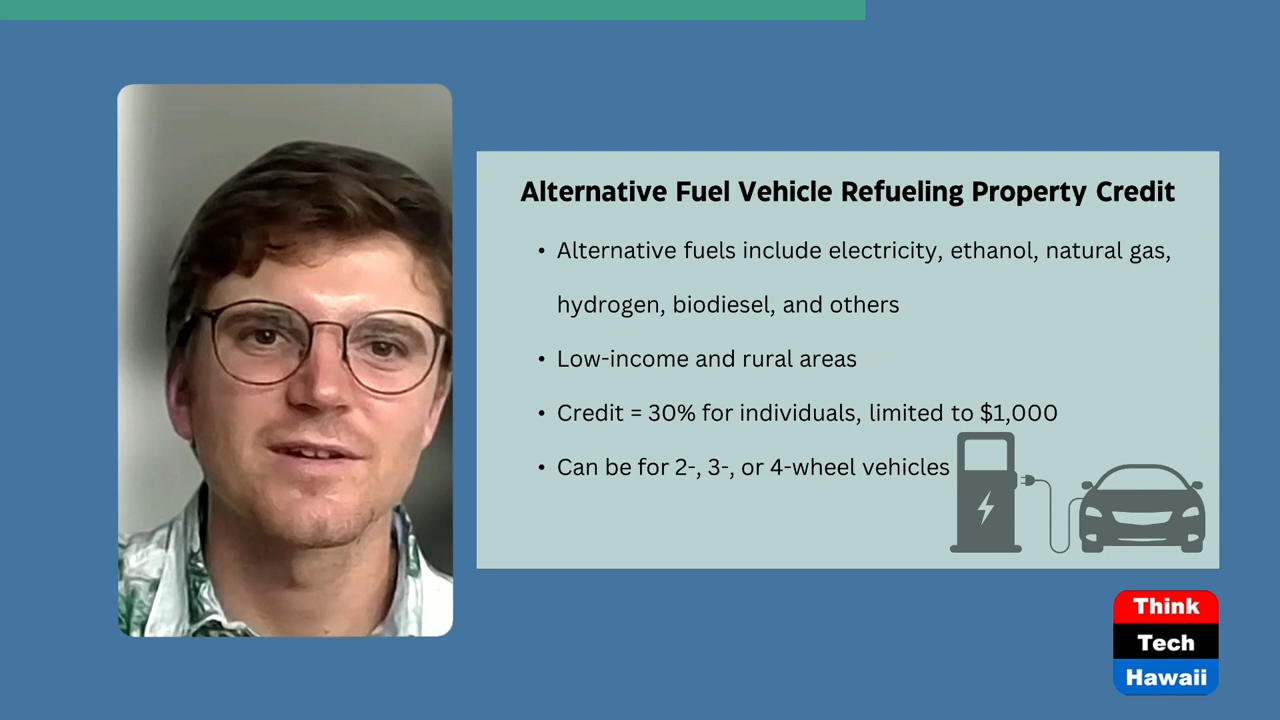 Alternative Fuel Vehicle Refueling Property Credit
• Alternative fuels include electricity, ethanol, natural gas,
hydrogen, biodiesel, and others
• Low-income and rural areas
• Credit = 30% for individuals, limited to $1,000
• Can be for 2-, 3-, or 4-wheel vehicles
Think
Tech
Hawaii